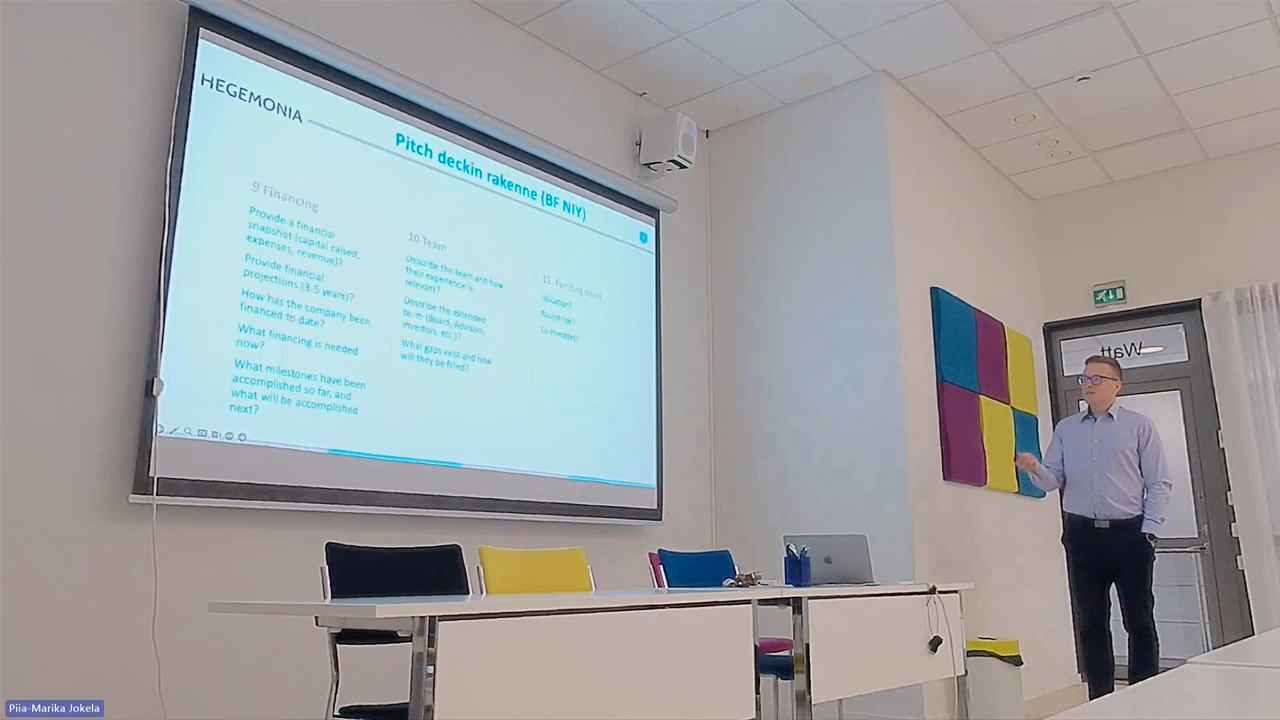 HEGEMONIA
Pitch deckin rakenne (BF NIY)
9 Financing
Provide a financial
snapshot (capital raised,
expenses, revenue)?
Provide financial
projections (3-5 years)?
How has the company been
financed to date?
What financing is needed
now?
What milestones have been
accomplished so far, and
what will be accomplished
next?
10 Team
Describe the team and how
their experience is
relevant?
Describe the extended
team (Board, Advisors,
Investors, etc.)?
What gaps exist and how
will they be filled?
11. Funding need
Valuation?
Round size?
Co investors?
Watt
Piia-Marika Jokela